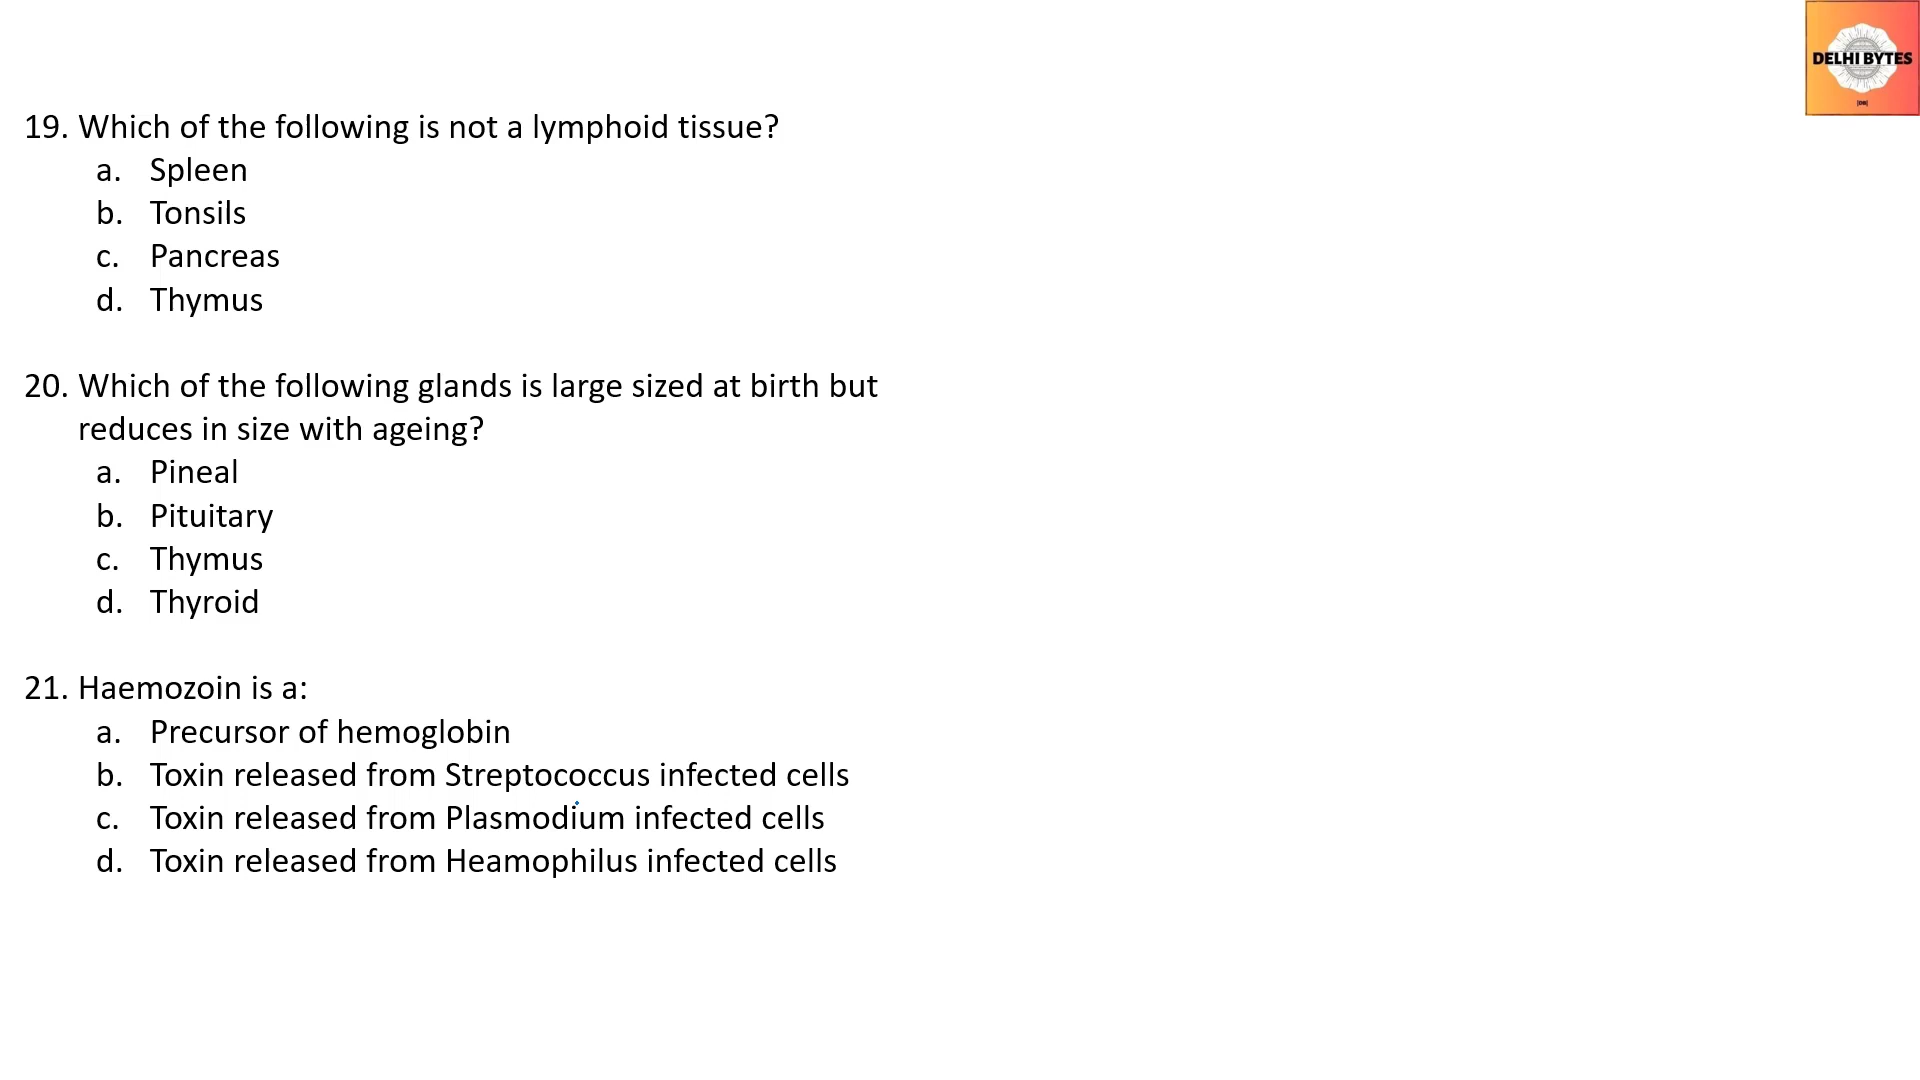 DELHI BYTES
|DB|
19. Which of the following is not a lymphoid tissue?
a. Spleen
b. Tonsils
c. Pancreas
d. Thymus
20. Which of the following glands is large sized at birth but
reduces in size with ageing?
a. Pineal
b. Pituitary
c. Thymus
d. Thyroid
21. Haemozoin is a:
a. Precursor of hemoglobin
b. Toxin released from Streptococcus infected cells
c. Toxin released from Plasmodium infected cells
d. Toxin released from Heamophilus infected cells